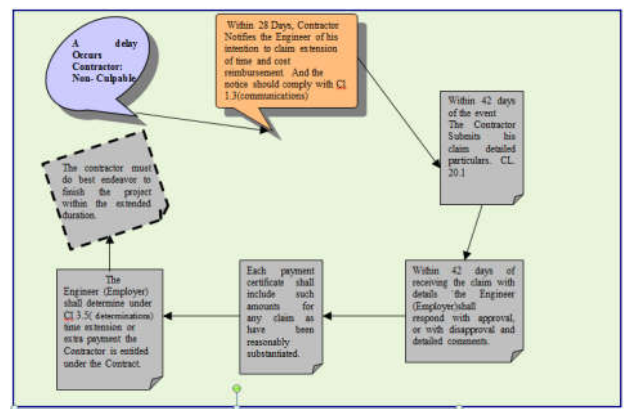 A delay
Occurs
Contractor:
Non- Culpable
Within 28 Days, Contractor
Notifies the Engineer of his
intention to claim extension
of time and cost
reimbursement. And the
notice should comply with Cl
1.3(communications)
Within 42 days
of the event
The Contractor
Submits his
claim detailed
particulars. CL.
20.1
Within 42 days of
receiving the claim with
details the Engineer
(Employer)shall
respond with approval,
or with disapproval and
detailed comments.
Each payment
certificate shall
include such
amounts for
any claim as
have been
reasonably
substantiated.
The
Engineer (Employer)
shall determine under
Cl 3.5( determinations)
time extension or
extra payment the
Contractor is entitled
under the Contract.
The contractor must
do best endeavor to
finish the project
within the extended
duration.